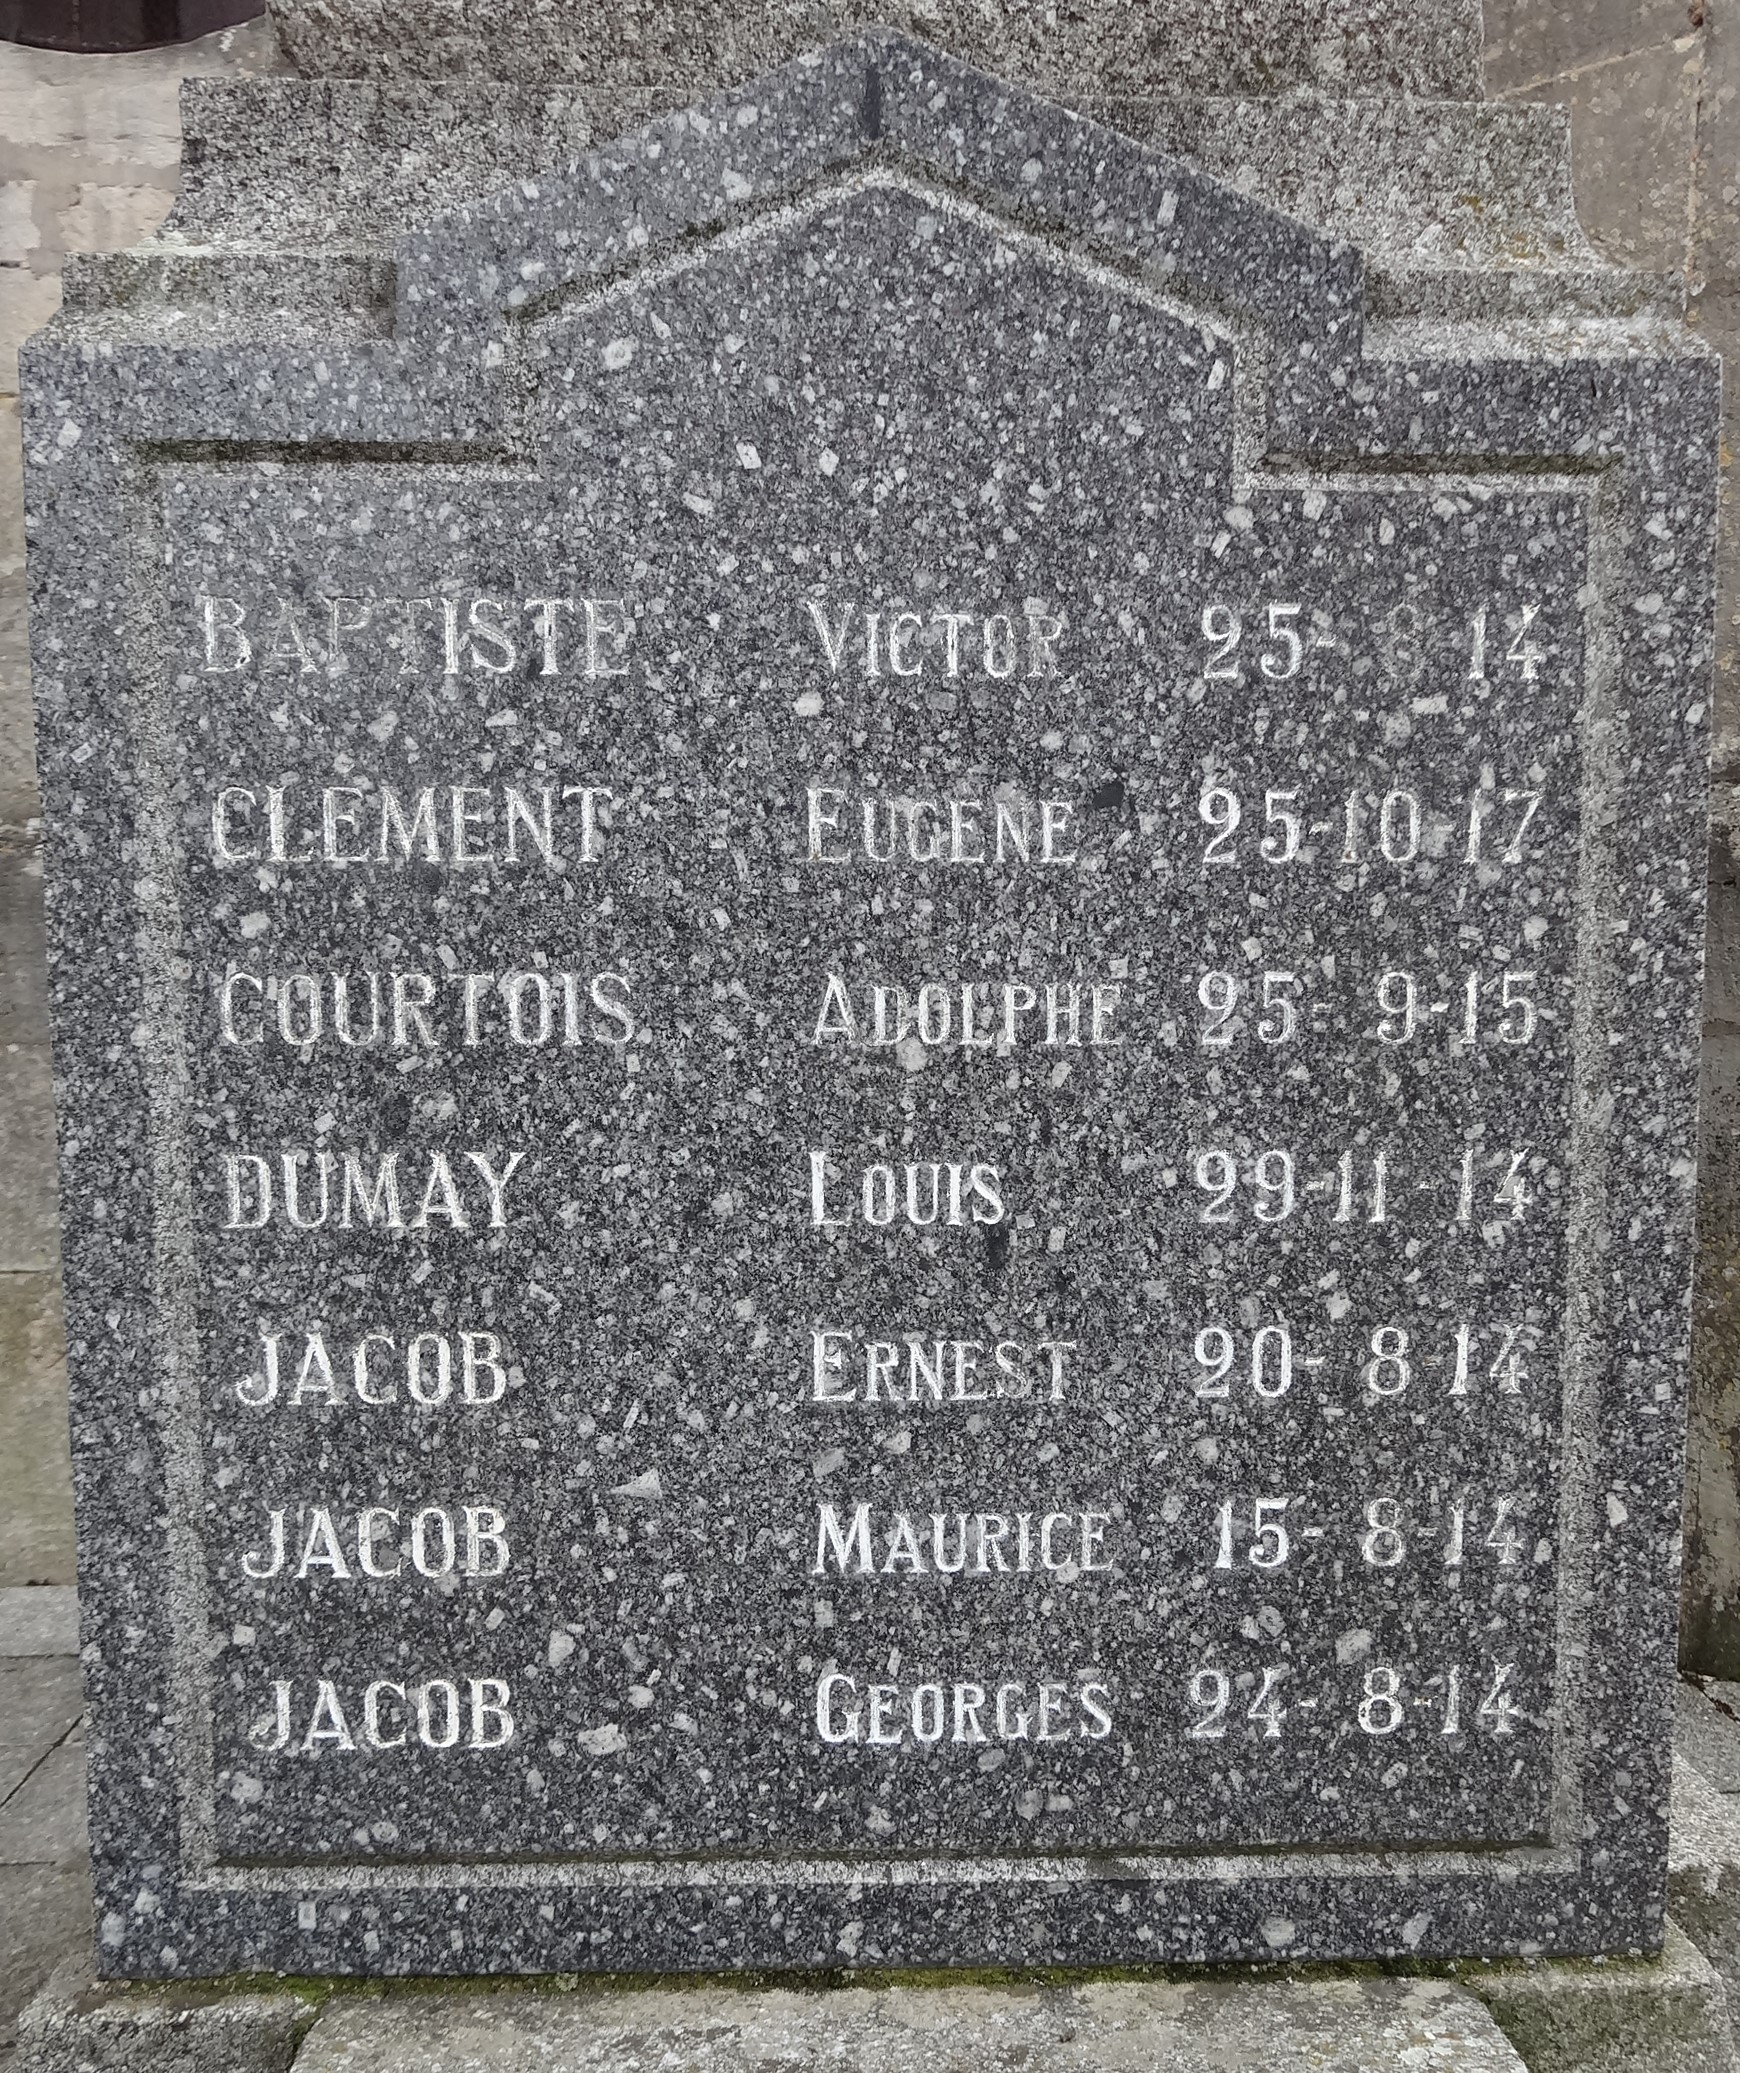 BAPTISTE VICTOR 25- 8 14
CLEMENT EUGENE 25-10-17
COURTOIS ADOLPHE 25- 9-15
DUMAY LOUIS 29-11-14
JACOB ERNEST 20- 8-14
JACOB MAURICE 15- 8-14
JACOB GEORGES 24- 8-14